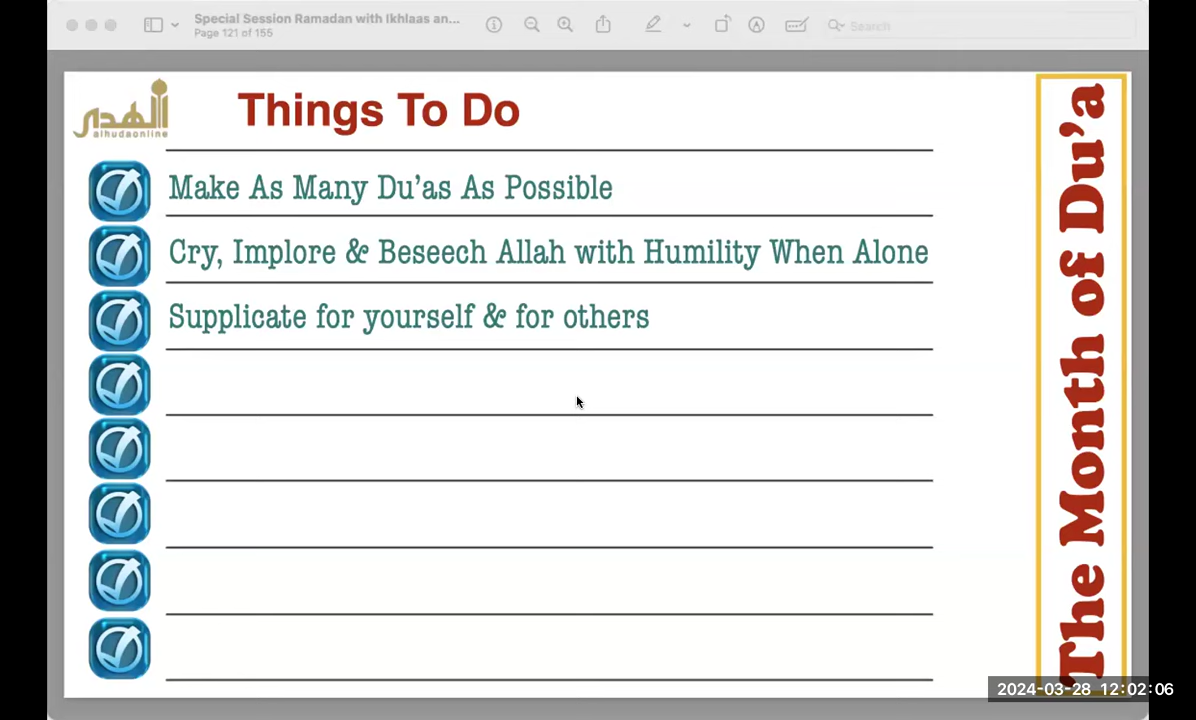 Special Session Ramadan with Ikhlaas an...
Page 121 of 155
Search
الهدى
alhudaonline
Things To Do
Make As Many Du’as As Possible
Cry, Implore & Beseech Allah with Humility When Alone
Supplicate for yourself & for others
The Month of Du’a
2024-03-28 12:02:06